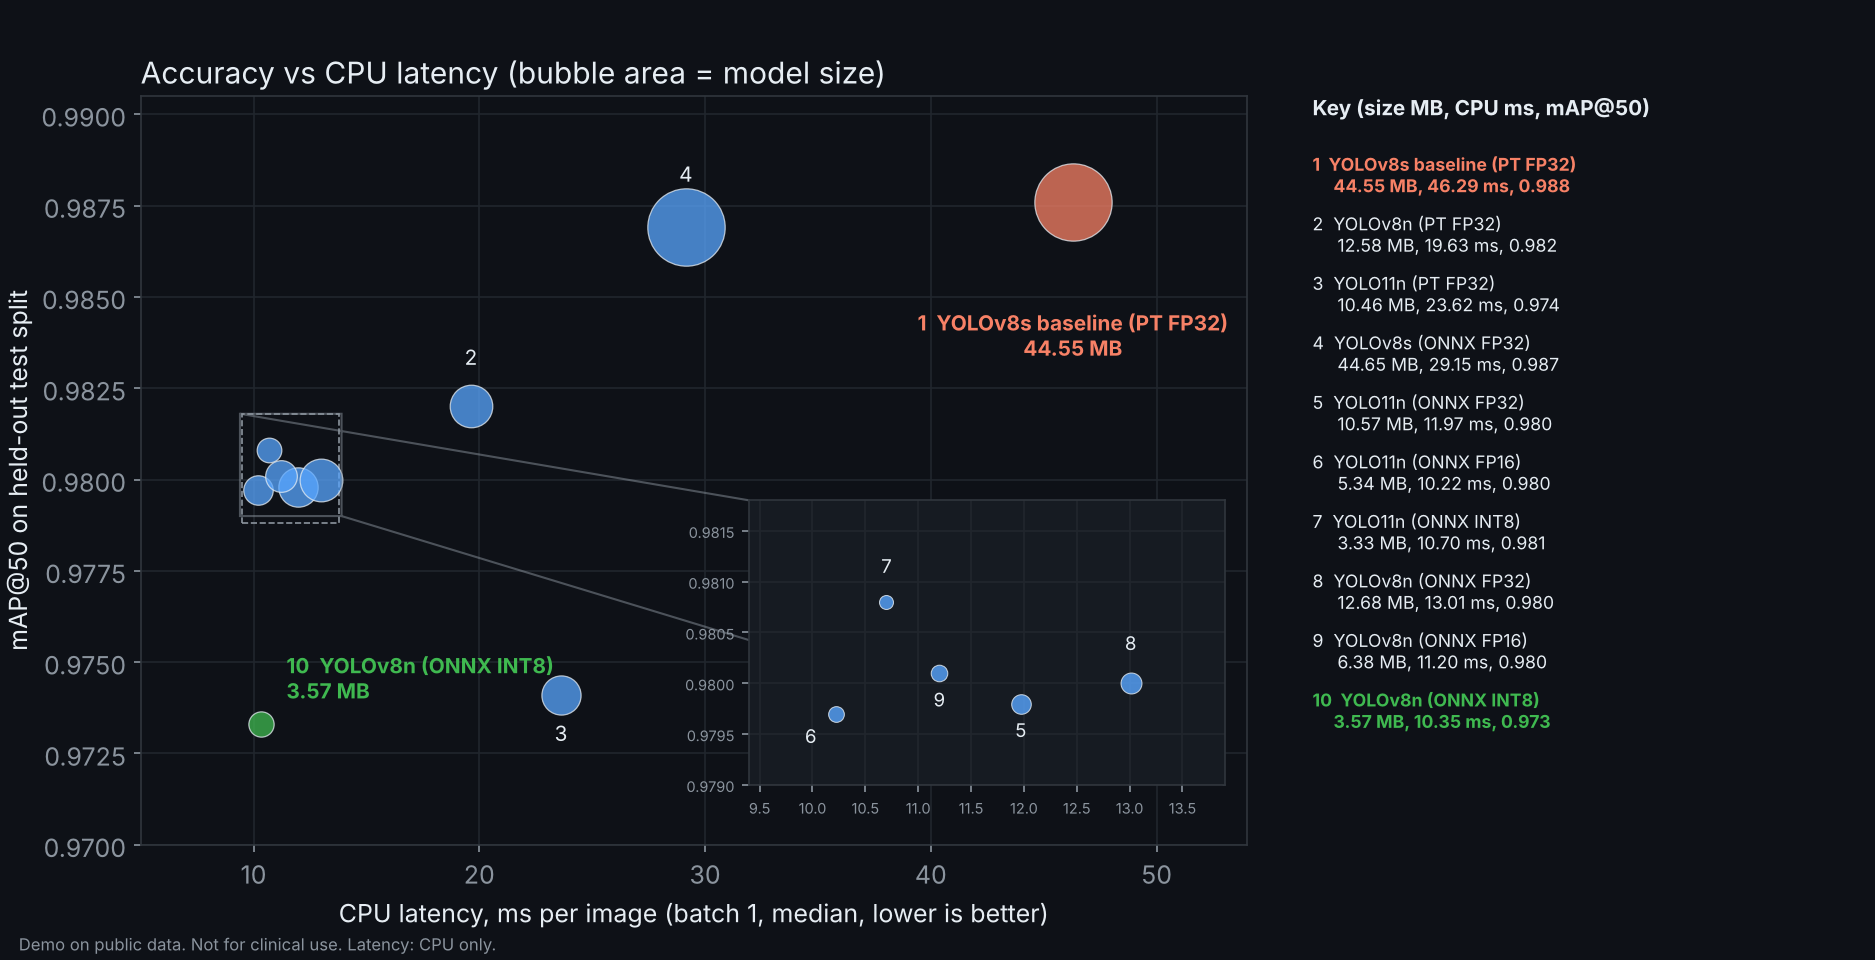 Accuracy vs CPU latency (bubble area = model size)
0.9900
0.9875
0.9850
0.9825
0.9800
0.9775
0.9750
0.9725
0.9700
mAP@50 on held-out test split
4
2
1 YOLOv8s baseline (PT FP32)
44.55 MB
10 YOLOv8n (ONNX INT8)
3.57 MB
3
0.9815
0.9810
0.9805
0.9800
0.9795
0.9790
7
8
9
5
6
9.5 10.0 10.5 11.0 11.5 12.0 12.5 13.0 13.5
10 20 30 40 50
CPU latency, ms per image (batch 1, median, lower is better)
Demo on public data. Not for clinical use. Latency: CPU only.
Key (size MB, CPU ms, mAP@50)
1 YOLOv8s baseline (PT FP32)
44.55 MB, 46.29 ms, 0.988
2 YOLOv8n (PT FP32)
12.58 MB, 19.63 ms, 0.982
3 YOLO11n (PT FP32)
10.46 MB, 23.62 ms, 0.974
4 YOLOv8s (ONNX FP32)
44.65 MB, 29.15 ms, 0.987
5 YOLO11n (ONNX FP32)
10.57 MB, 11.97 ms, 0.980
6 YOLO11n (ONNX FP16)
5.34 MB, 10.22 ms, 0.980
7 YOLO11n (ONNX INT8)
3.33 MB, 10.70 ms, 0.981
8 YOLOv8n (ONNX FP32)
12.68 MB, 13.01 ms, 0.980
9 YOLOv8n (ONNX FP16)
6.38 MB, 11.20 ms, 0.980
10 YOLOv8n (ONNX INT8)
3.57 MB, 10.35 ms, 0.973